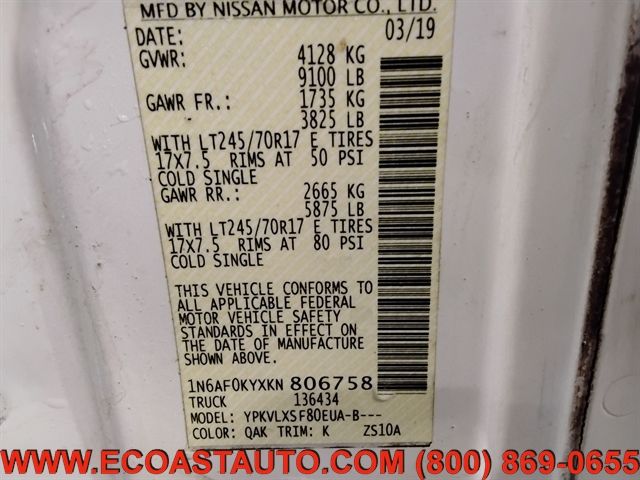 MFD BY NISSAN MOTOR CO., LTD.
DATE: 03/19
GVWR: 4128 KG
9100 LB
GAWR FR.: 1735 KG
3825 LB
WITH LT245/70R17 E TIRES
17X7.5 RIMS AT 50 PSI
COLD SINGLE
GAWR RR.: 2665 KG
5875 LB
WITH LT245/70R17 E TIRES
17X7.5 RIMS AT 80 PSI
COLD SINGLE
THIS VEHICLE CONFORMS TO
ALL APPLICABLE FEDERAL
MOTOR VEHICLE SAFETY
STANDARDS IN EFFECT ON
THE DATE OF MANUFACTURE
SHOWN ABOVE.
1N6AF0KYXKN 806758
TRUCK 136434
MODEL: YPKVLXSF80EUA-B---
COLOR: QAK TRIM: K ZS10A
WWW.ECOASTAUTO.COM (800) 869-0655